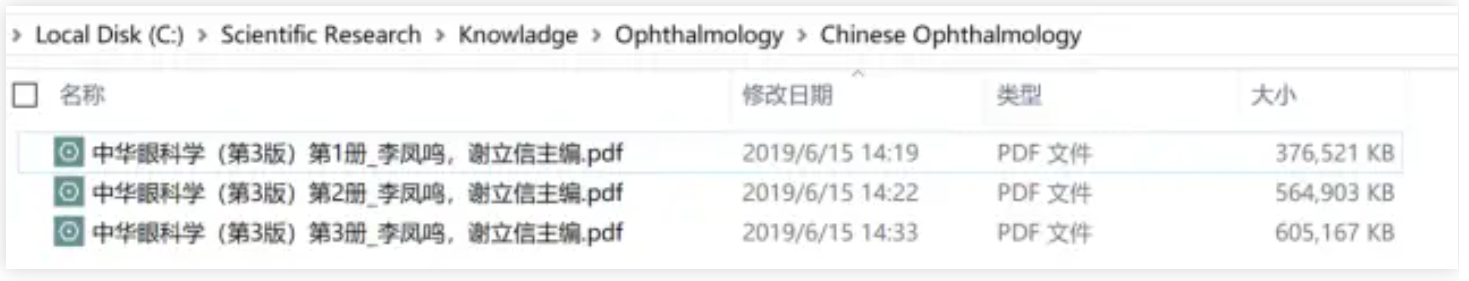 › Local Disk (C:) › Scientific Research › Knowladge › Ophthalmology › Chinese Ophthalmology
名称 修改日期 类型 大小
中华眼科学（第3版）第1册_李凤鸣，谢立信主编.pdf 2019/6/15 14:19 PDF 文件 376,521 KB
中华眼科学（第3版）第2册_李凤鸣，谢立信主编.pdf 2019/6/15 14:22 PDF 文件 564,903 KB
中华眼科学（第3版）第3册_李凤鸣，谢立信主编.pdf 2019/6/15 14:33 PDF 文件 605,167 KB